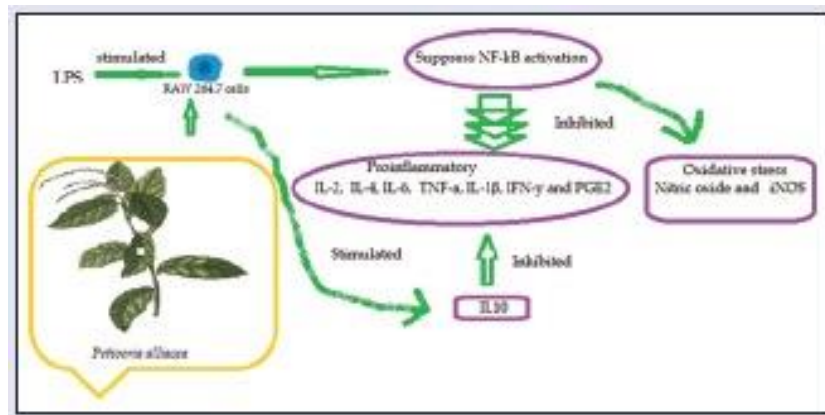 stimulated
LPS
RAW 264.7 cells
Suppess NF-kB activation
Inhibited
Proinflammatory
IL-2, IL-4, IL-6, TNF-a, IL-1β, IFN-γ and PGE2
Oxidative stress
Nitric oxide and iNOS
Stimulated
Inhibited
IL10
Petiveria alliacea